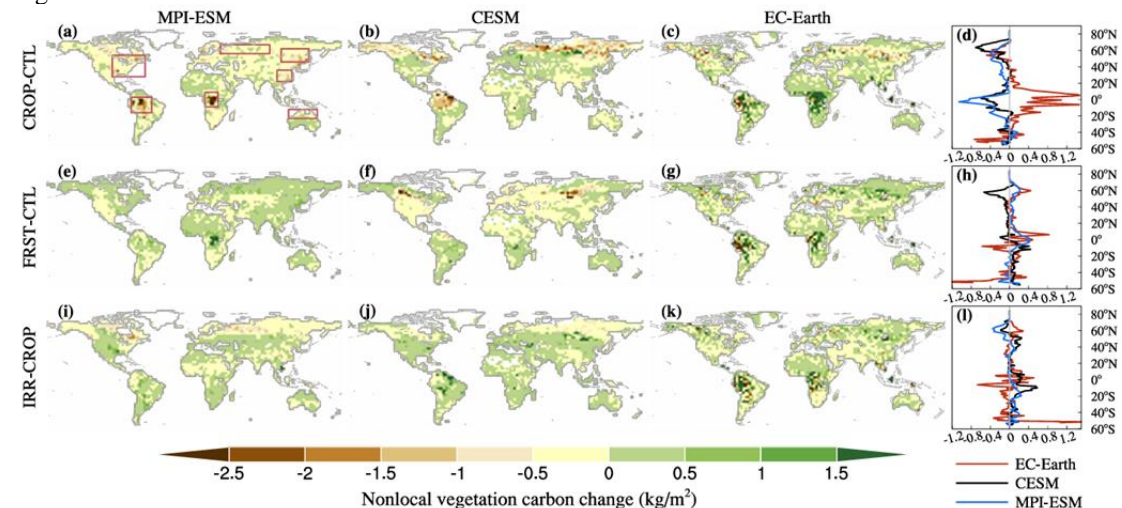 MPI-ESM CESM EC-Earth
CROP-CTL
(a) (b) (c) (d)
80°N
60°N
40°N
20°N
0°
20°S
40°S
60°S
-1.2-0.8-0.4 0 0.4 0.8 1.2
FRST-CTL
(e) (f) (g) (h)
80°N
60°N
40°N
20°N
0°
20°S
40°S
60°S
-1.2-0.8-0.4 0 0.4 0.8 1.2
IRR-CROP
(i) (j) (k) (l)
80°N
60°N
40°N
20°N
0°
20°S
40°S
60°S
-1.2-0.8-0.4 0 0.4 0.8 1.2
-2.5 -2 -1.5 -1 -0.5 0 0.5 1 1.5
Nonlocal vegetation carbon change (kg/m²)
EC-Earth
CESM
MPI-ESM